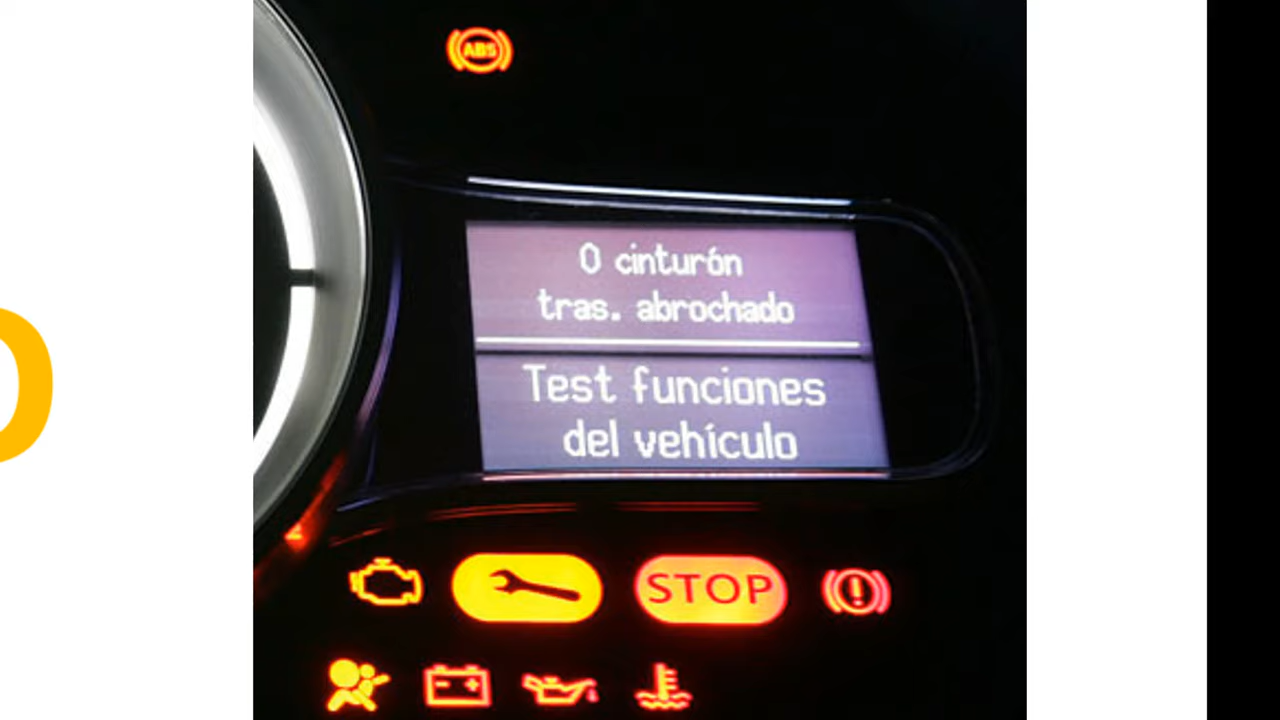 ABS
0 cinturón
tras. abrochado
Test funciones
del vehículo
STOP